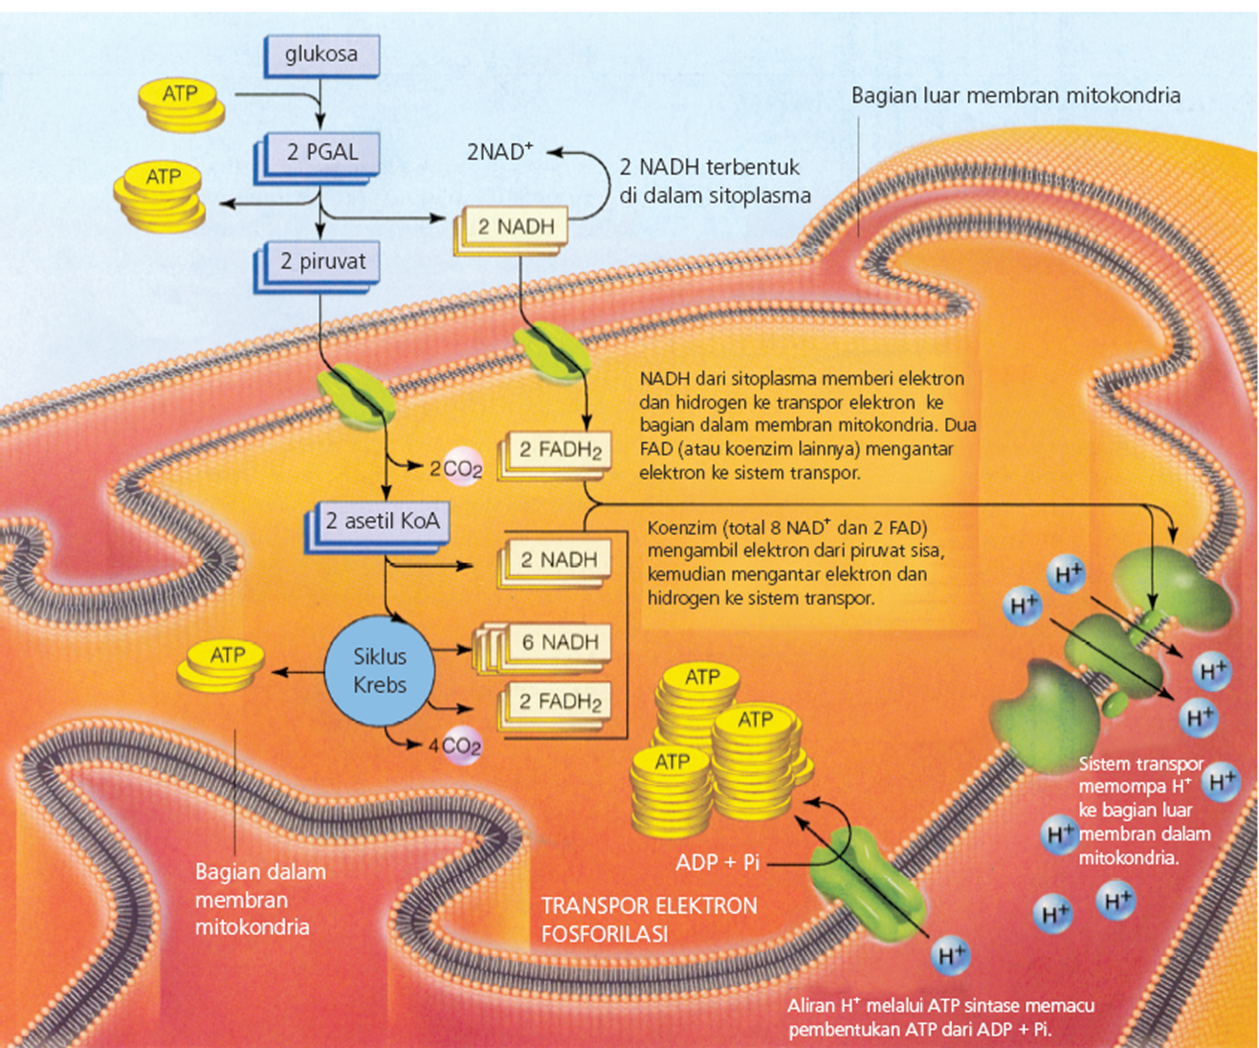 glukosa
ATP
Bagian luar membran mitokondria
2 PGAL
2NAD⁺
2 NADH terbentuk
di dalam sitoplasma
ATP
2 NADH
2 piruvat
NADH dari sitoplasma memberi elektron
dan hidrogen ke transpor elektron ke
bagian dalam membran mitokondria. Dua
FAD (atau koenzim lainnya) mengantar
elektron ke sistem transpor.
2 FADH₂
2CO₂
2 asetil KoA
Koenzim (total 8 NAD⁺ dan 2 FAD)
mengambil elektron dari piruvat sisa,
kemudian mengantar elektron dan
hidrogen ke sistem transpor.
2 NADH
H⁺
H⁺
6 NADH
Siklus
Krebs
ATP
H⁺
H⁺
2 FADH₂
4CO₂
ATP
ATP
ATP
Sistem transpor
memompa H⁺
ke bagian luar
membran dalam
mitokondria.
H⁺
H⁺
ADP + Pi
Bagian dalam
membran
mitokondria
TRANSPOR ELEKTRON
FOSFORILASI
H⁺
H⁺
H⁺
Aliran H⁺ melalui ATP sintase memacu
pembentukan ATP dari ADP + Pi.